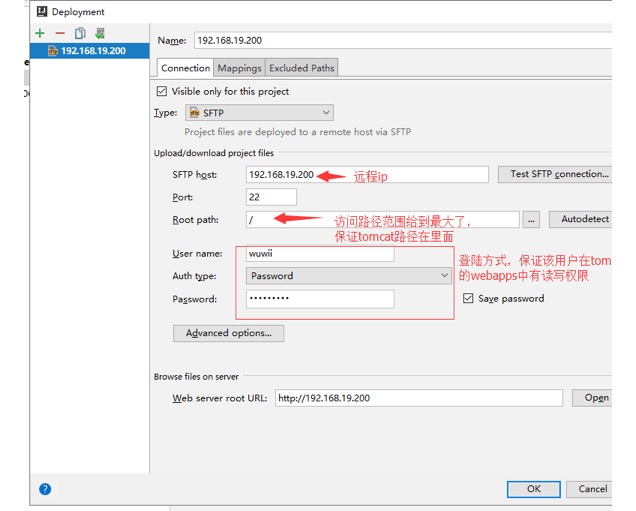 Deployment
192.168.19.200
Name: 192.168.19.200
Connection Mappings Excluded Paths
Visible only for this project
Type: SFTP
Project files are deployed to a remote host via SFTP
Upload/download project files
SFTP host: 192.168.19.200 远程ip Test SFTP connection...
Port: 22
Root path: / ... Autodetect
访问路径范围给到最大了，
保证tomcat路径在里面
User name: wuwii
登陆方式，保证该用户在tom
的webapps中有读写权限
Auth type: Password
Password: ••••••••• Save password
Advanced options...
Browse files on server
Web server root URL: http://192.168.19.200 Open
? OK Cancel